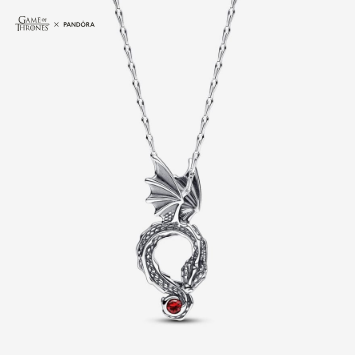 GAME OF
THRONES × PANDORA